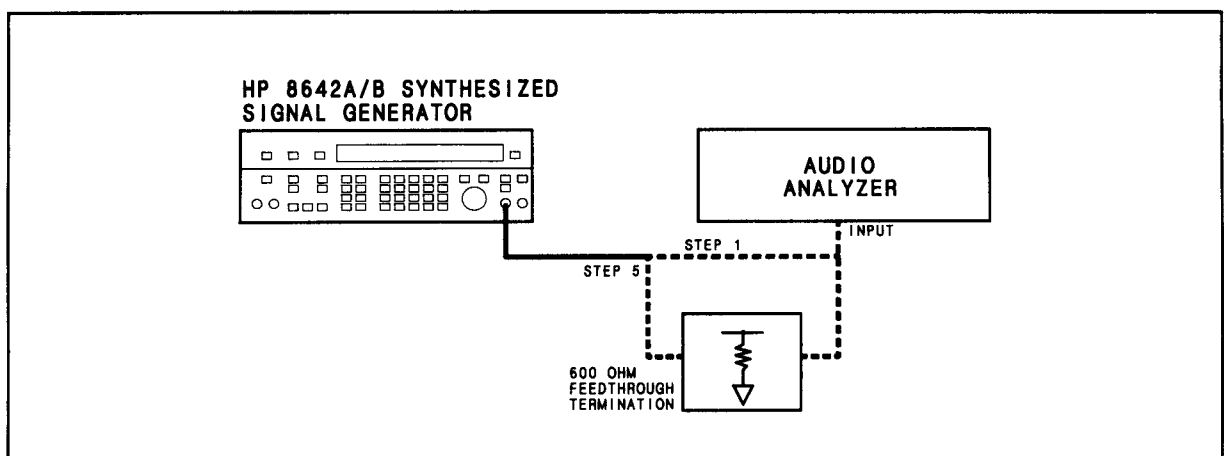 HP 8642A/B SYNTHESIZED
SIGNAL GENERATOR
AUDIO
ANALYZER
INPUT
STEP 1
STEP 5
600 OHM
FEEDTHROUGH
TERMINATION